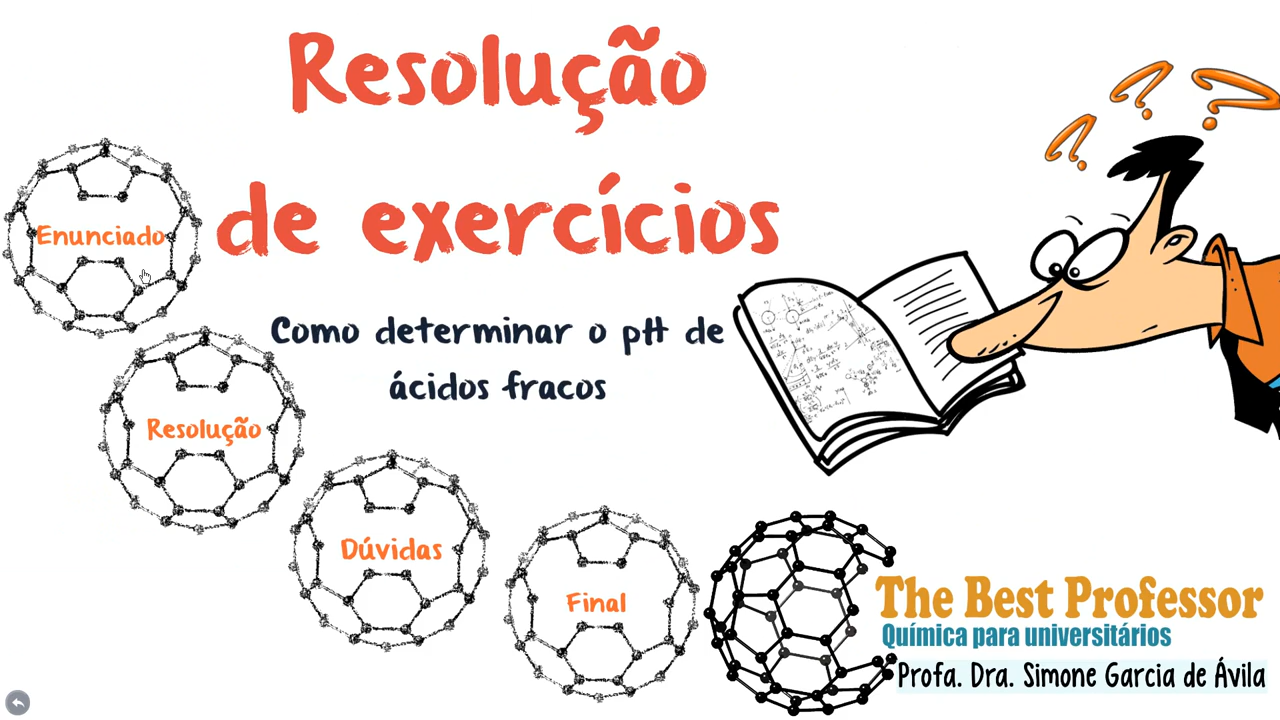 Resolução
de exercícios
Como determinar o pH de
ácidos fracos
Enunciado
Resolução
Dúvidas
Final
The Best Professor
Química para universitários
Profa. Dra. Simone Garcia de Ávila